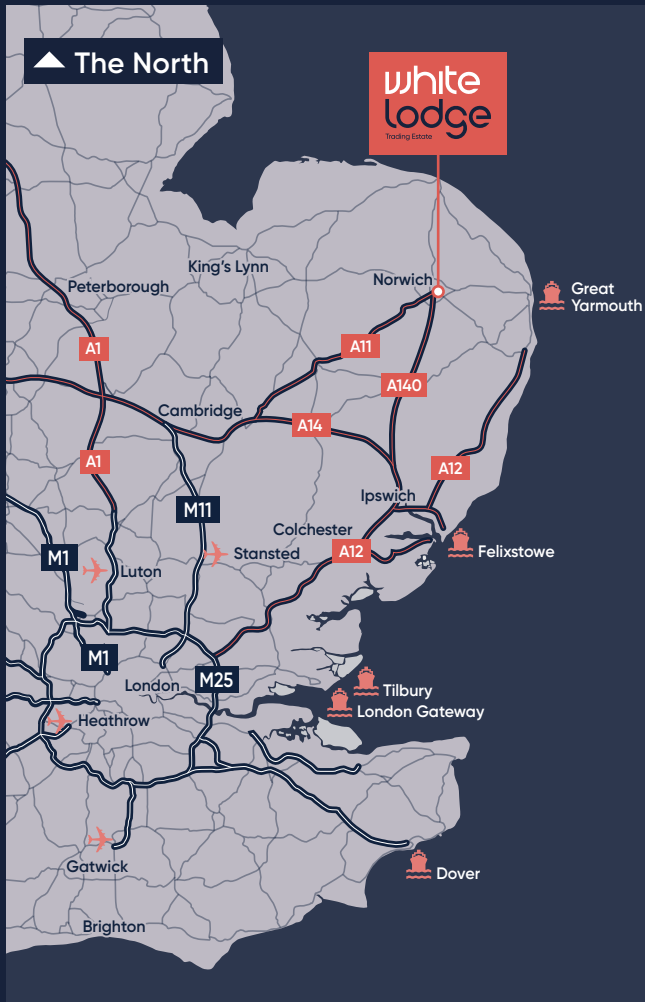 The North
white
lodge
Trading Estate
King's Lynn
Norwich
Peterborough
Great
Yarmouth
A1
A11
A140
Cambridge
A14
A1
A12
Ipswich
M11
Colchester
A12
Stansted
Felixstowe
M1
Luton
M1
London
M25
Tilbury
London Gateway
Heathrow
Gatwick
Dover
Brighton